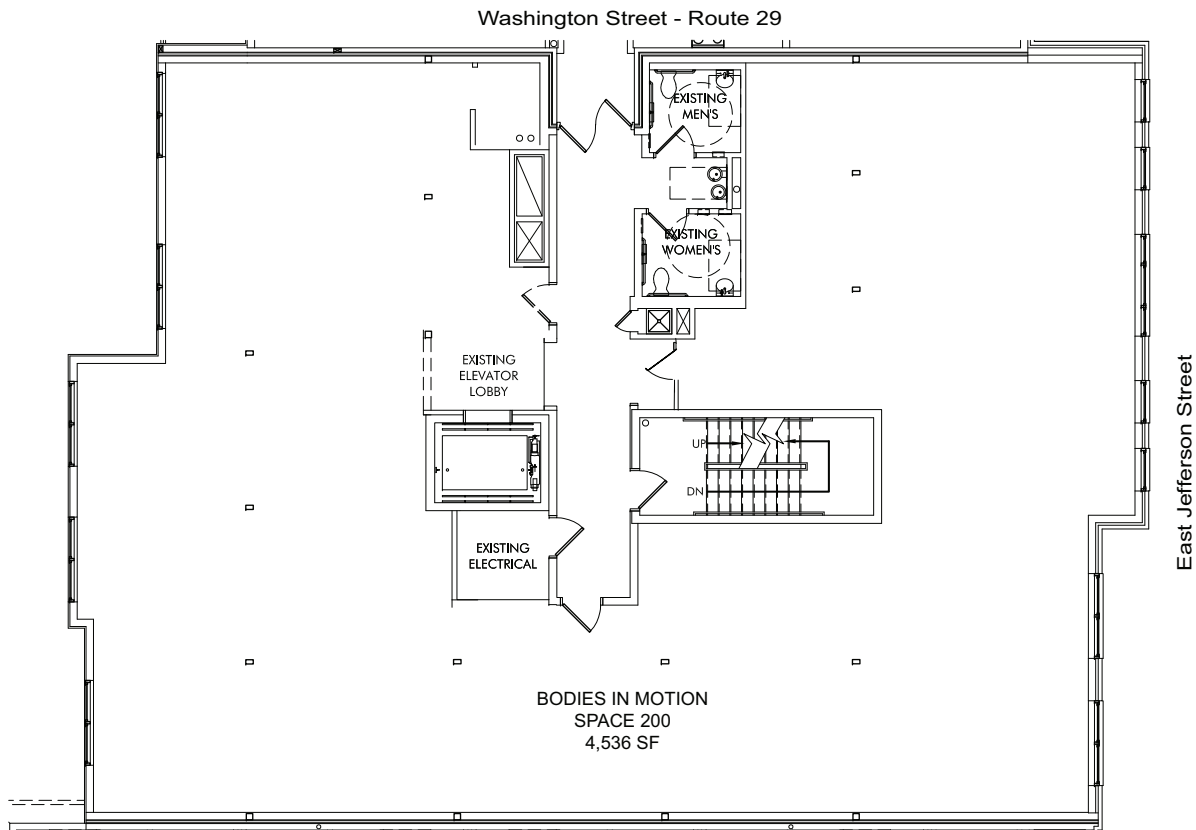 Washington Street - Route 29
EXISTING
MEN'S
EXISTING
WOMEN'S
EXISTING
ELEVATOR
LOBBY
East Jefferson Street
UP
DN
EXISTING
ELECTRICAL
BODIES IN MOTION
SPACE 200
4,536 SF